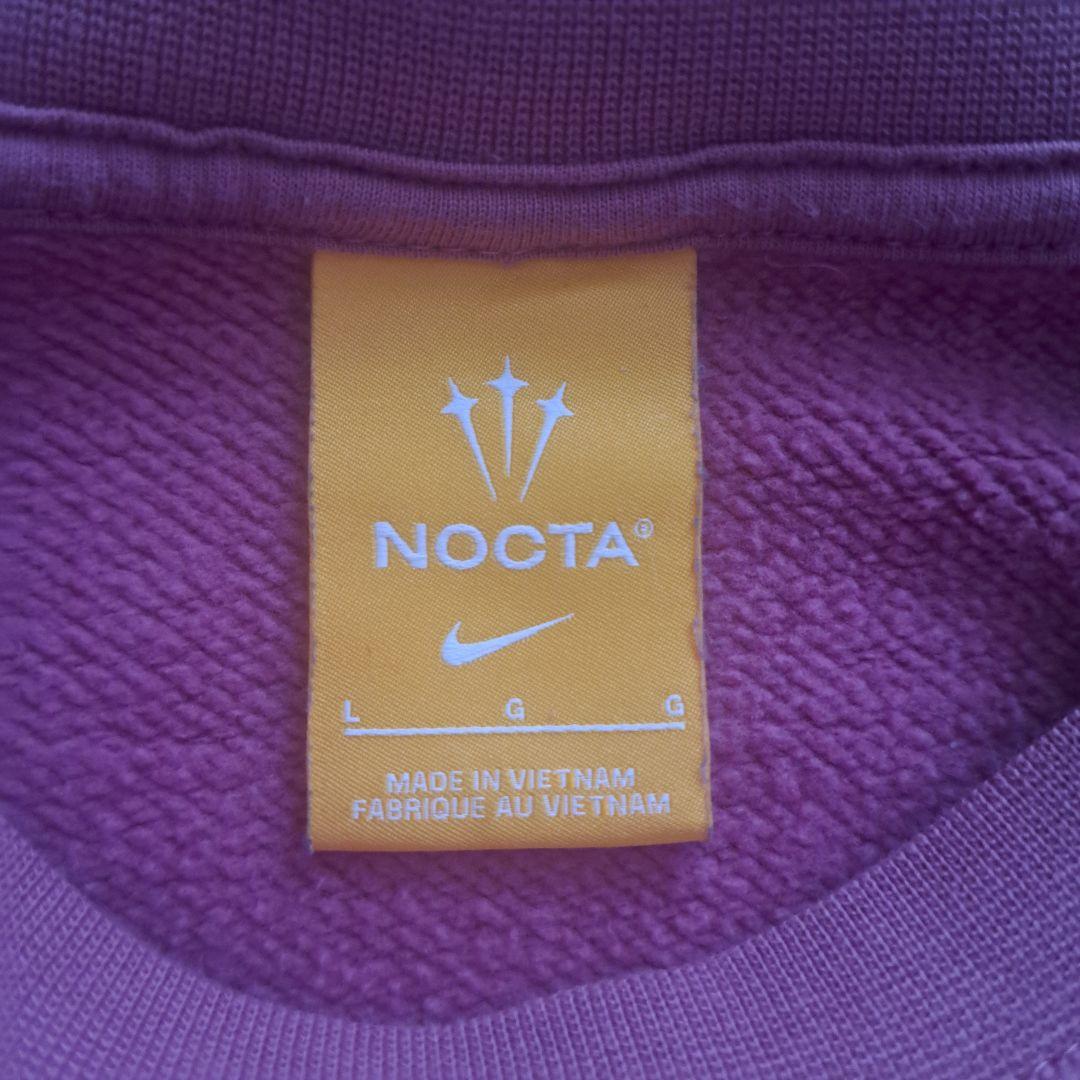 NOCTA®
L G G
MADE IN VIETNAM
FABRIQUE AU VIETNAM